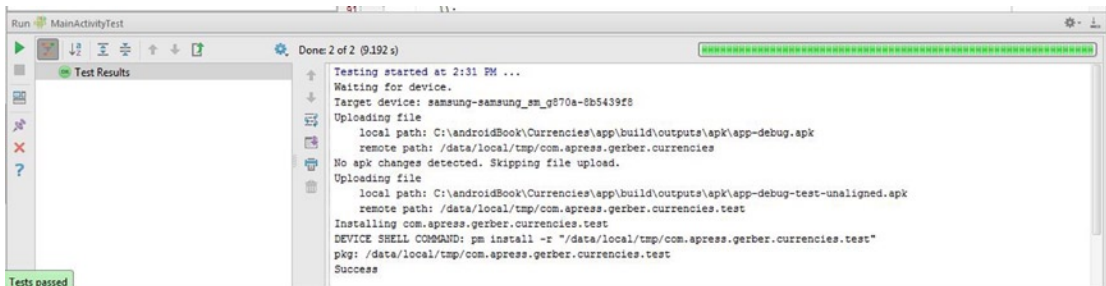 91 });
Run MainActivityTest
Done: 2 of 2 (9.192 s)
Test Results
Testing started at 2:31 PM ...
Waiting for device.
Target device: samsung-samsung_sm_g870a-8b5439f8
Uploading file
local path: C:\androidBook\Currencies\app\build\outputs\apk\app-debug.apk
remote path: /data/local/tmp/com.apress.gerber.currencies
No apk changes detected. Skipping file upload.
Uploading file
local path: C:\androidBook\Currencies\app\build\outputs\apk\app-debug-test-unaligned.apk
remote path: /data/local/tmp/com.apress.gerber.currencies.test
Installing com.apress.gerber.currencies.test
DEVICE SHELL COMMAND: pm install -r "/data/local/tmp/com.apress.gerber.currencies.test"
pkg: /data/local/tmp/com.apress.gerber.currencies.test
Success
Tests passed